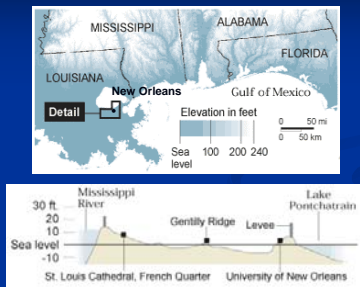 MISSISSIPPI
ALABAMA
FLORIDA
LOUISIANA
New Orleans
Gulf of Mexico
Detail
Elevation in feet
0 50 mi
0 50 km
Sea level 100 200 240
Mississippi River
Lake Pontchatrain
30 ft.
20
10
Sea level
-10
Gentilly Ridge
Levee
St. Louis Cathedral, French Quarter
University of New Orleans